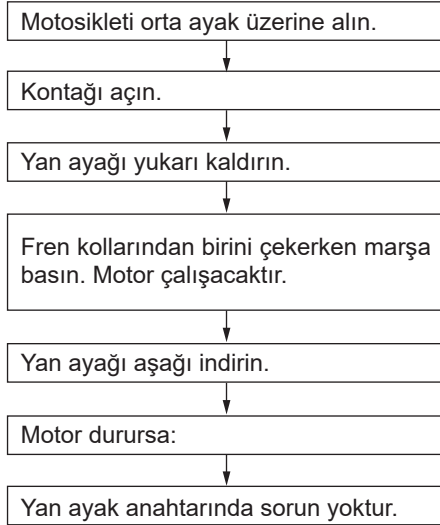 Motosikleti orta ayak üzerine alın.
Kontağı açın.
Yan ayağı yukarı kaldırın.
Fren kollarından birini çekerken marşa
basın. Motor çalışacaktır.
Yan ayağı aşağı indirin.
Motor durursa:
Yan ayak anahtarında sorun yoktur.